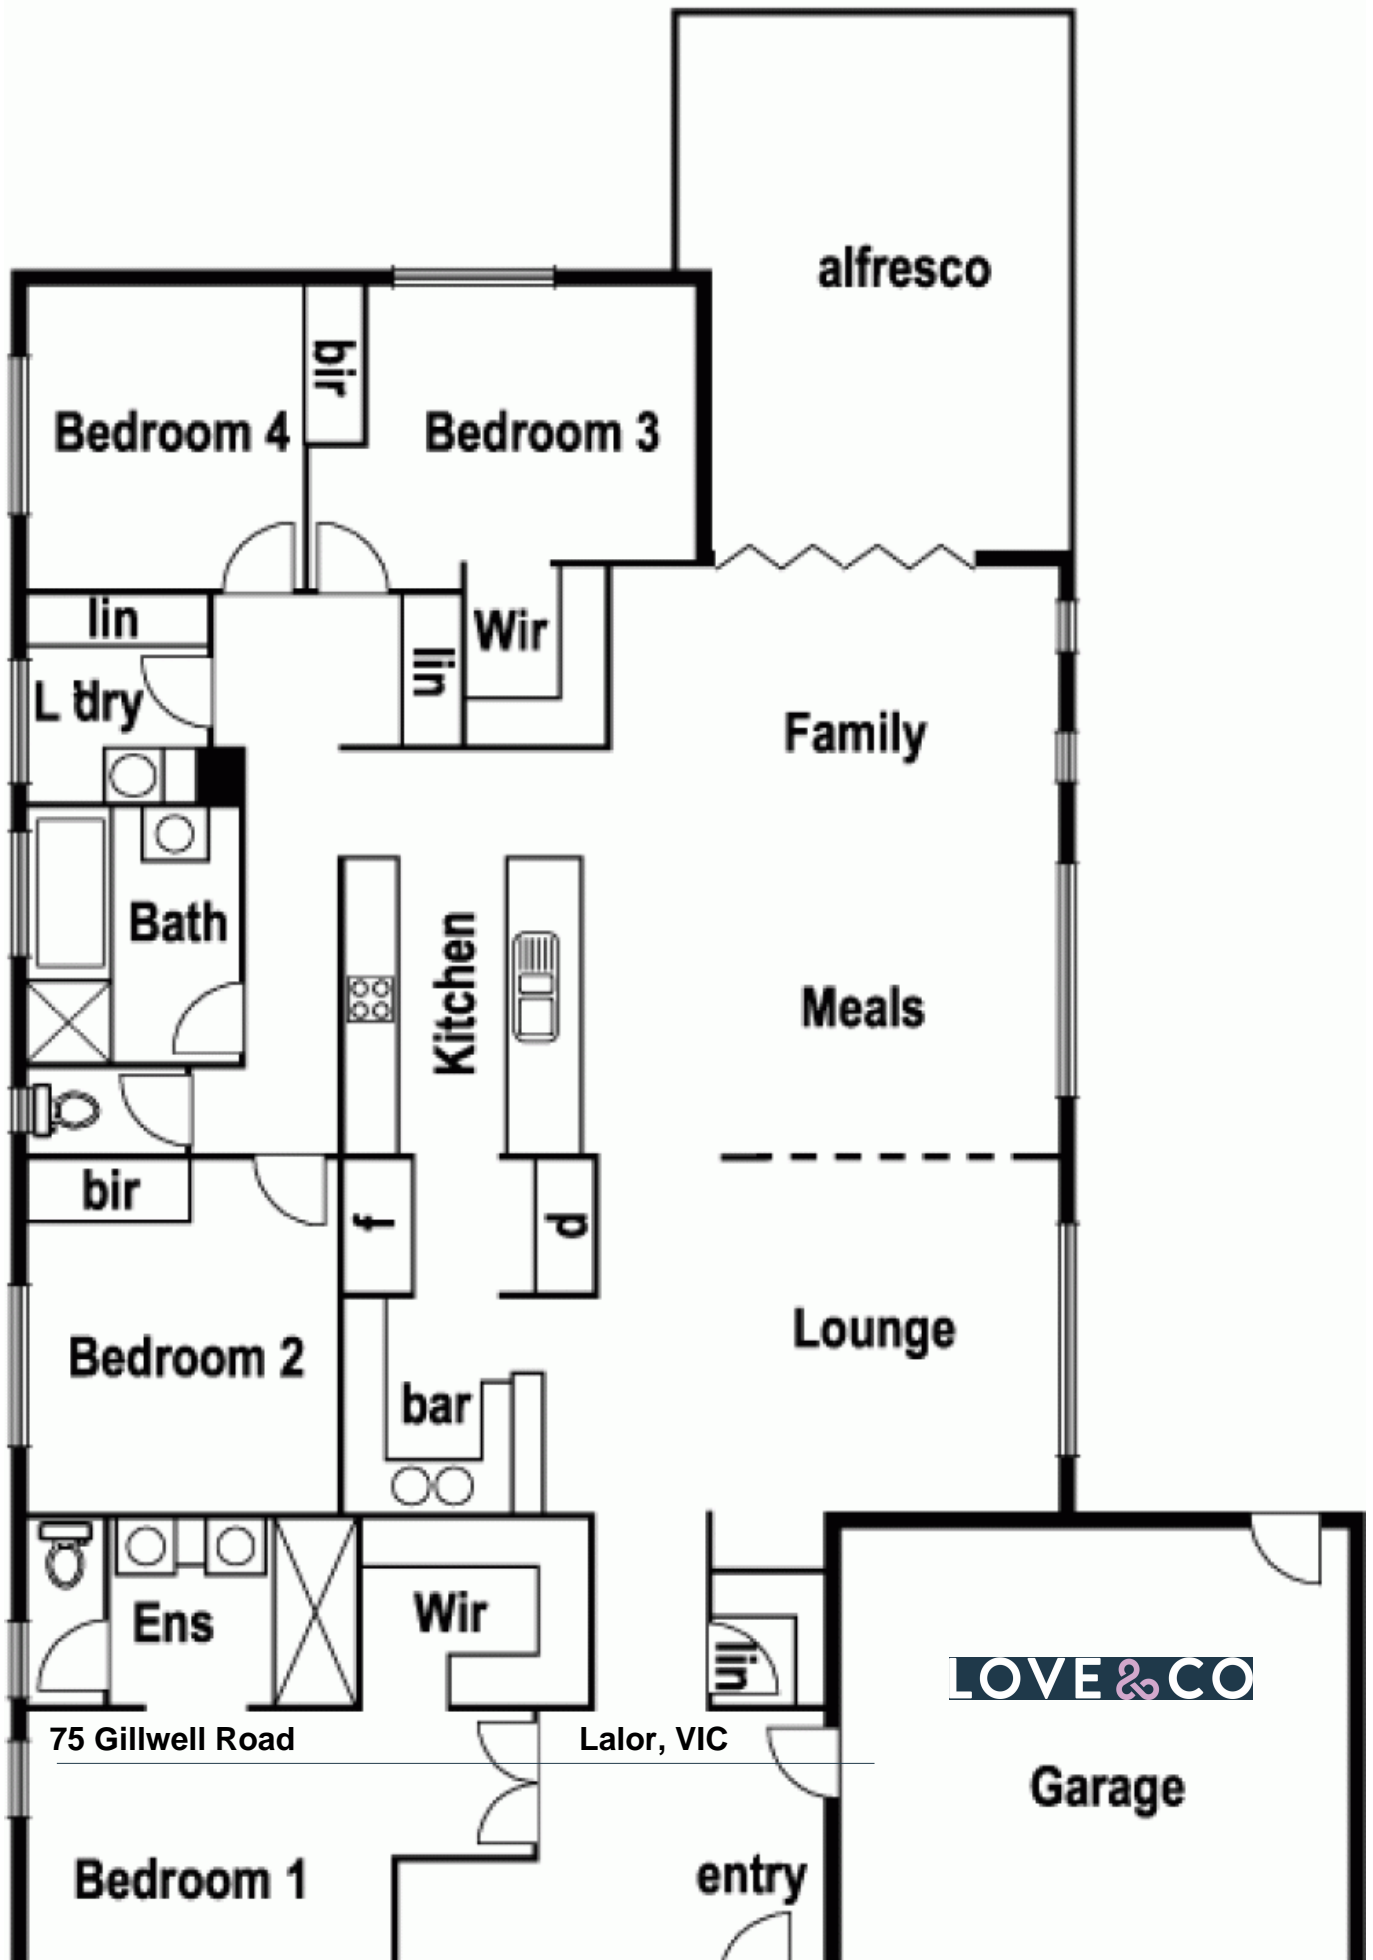 alfresco
bir
Bedroom 4
Bedroom 3
lin
Wir
lin
L'dry
Family
Bath
Kitchen
Meals
bir
f
d
Lounge
Bedroom 2
bar
Wir
Ens
lin
LOVE & CO
75 Gillwell Road
Lalor, VIC
Garage
Bedroom 1
entry